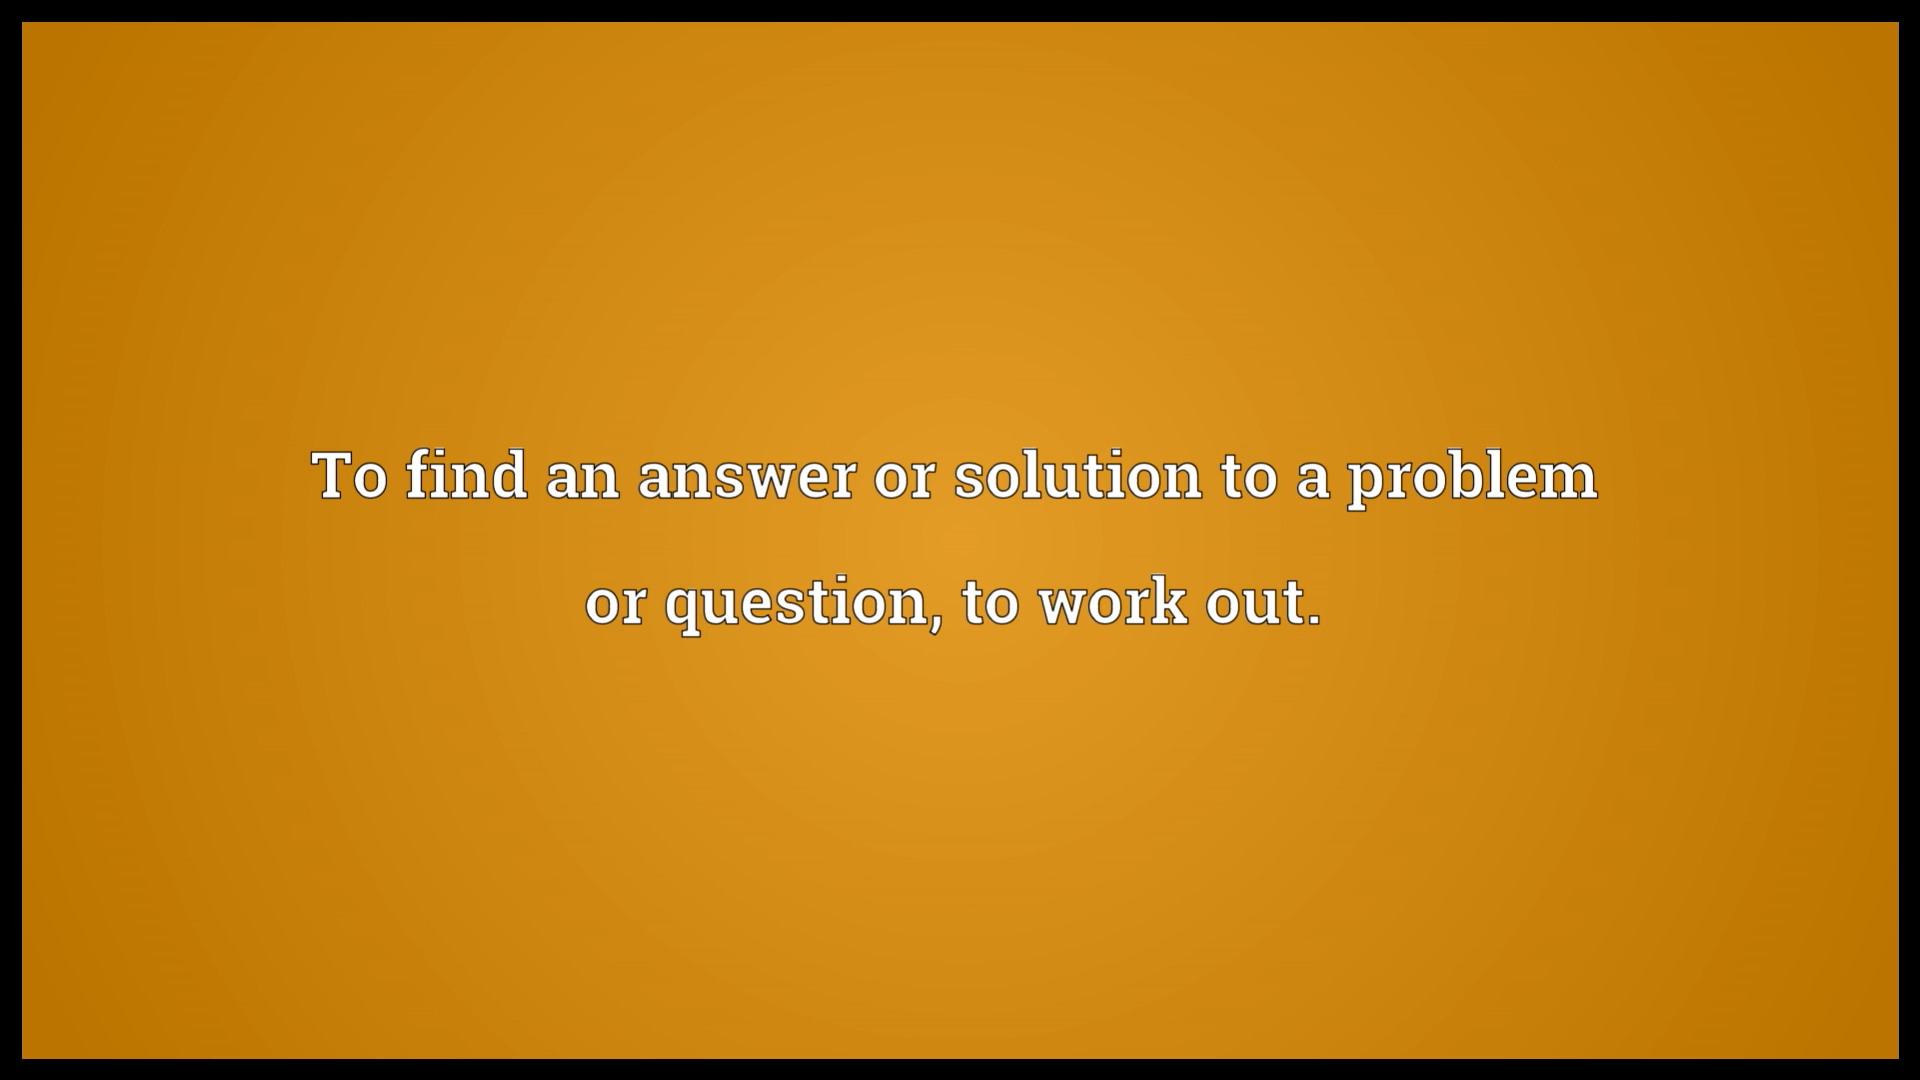 To find an answer or solution to a problem
or question, to work out.